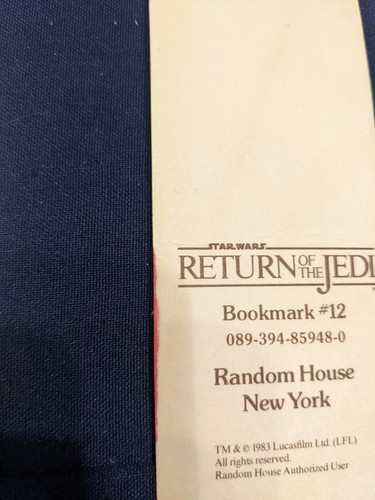 STAR WARS
RETURN OF THE JEDI
Bookmark #12
089-394-85948-0
Random House
New York
TM & © 1983 Lucasfilm Ltd. (LFL)
All rights reserved.
Random House Authorized User